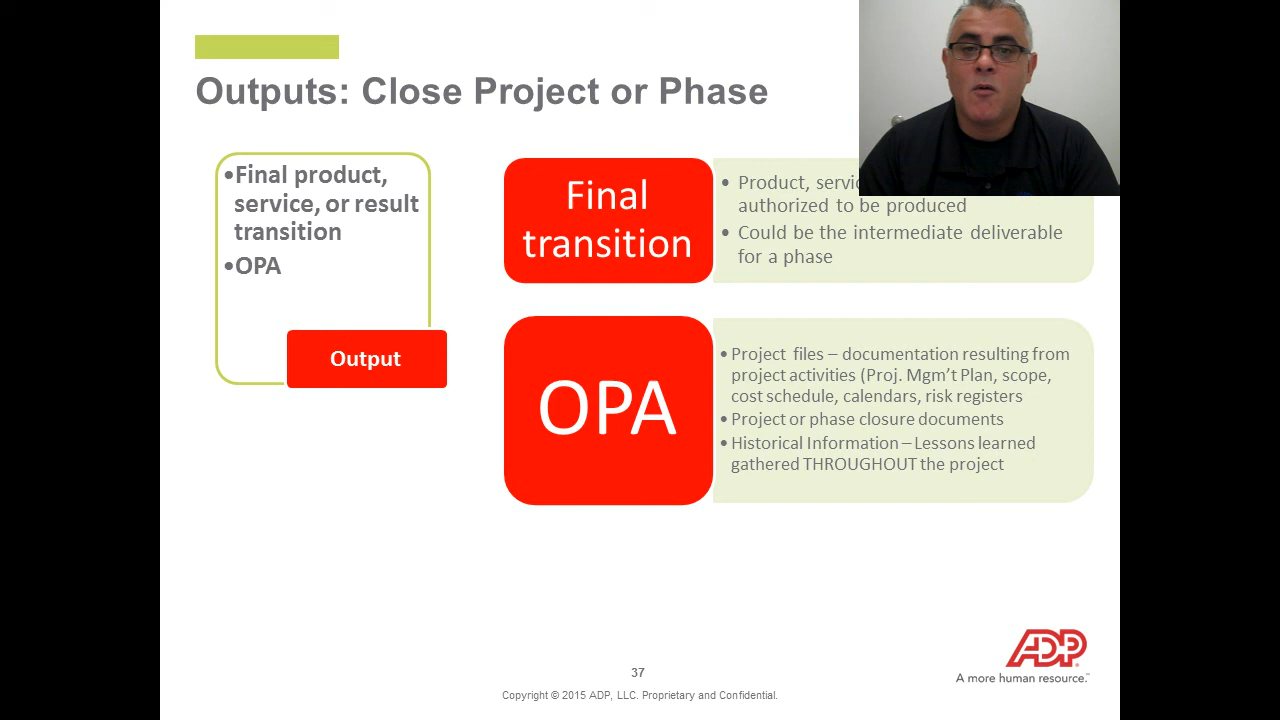 Outputs: Close Project or Phase
•Final product,
service, or result
transition
•OPA
Output
Final
transition
• Product,
authorized to be produced
• Could be the intermediate deliverable
for a phase
OPA
• Project files – documentation resulting from
project activities (Proj. Mgm’t Plan, scope,
cost schedule, calendars, risk registers
• Project or phase closure documents
• Historical Information – Lessons learned
gathered THROUGHOUT the project
ADP
A more human resource.™
37
Copyright © 2015 ADP, LLC. Proprietary and Confidential.